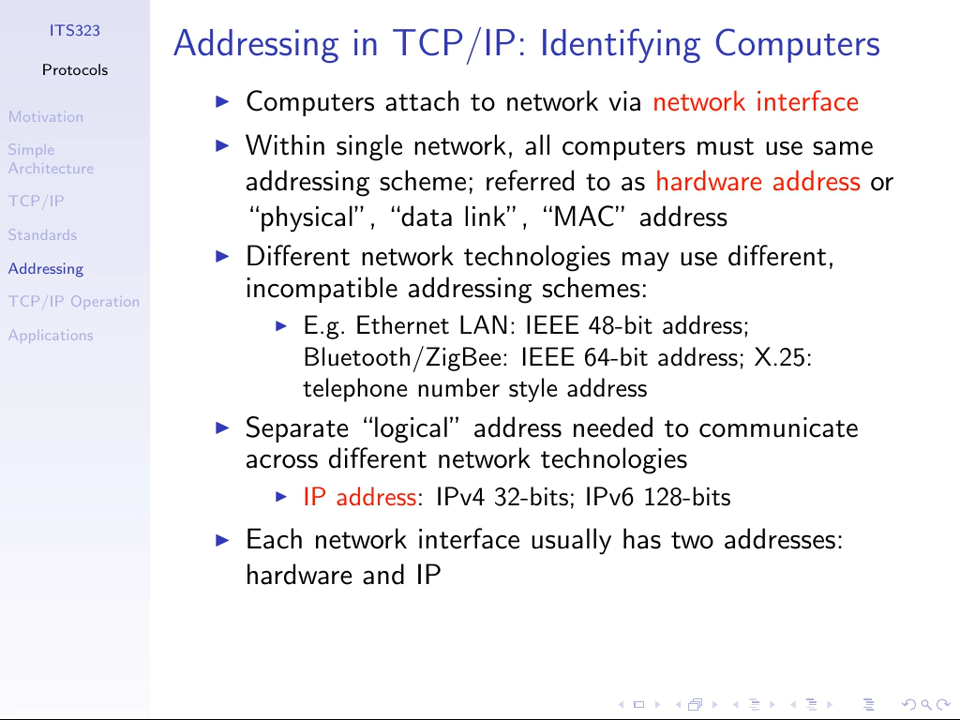 ITS323
Protocols
Motivation
Simple
Architecture
TCP/IP
Standards
Addressing
TCP/IP Operation
Applications
Addressing in TCP/IP: Identifying Computers
Computers attach to network via network interface
Within single network, all computers must use same
addressing scheme; referred to as hardware address or
“physical”, “data link”, “MAC” address
Different network technologies may use different,
incompatible addressing schemes:
E.g. Ethernet LAN: IEEE 48-bit address;
Bluetooth/ZigBee: IEEE 64-bit address; X.25:
telephone number style address
Separate “logical” address needed to communicate
across different network technologies
IP address: IPv4 32-bits; IPv6 128-bits
Each network interface usually has two addresses:
hardware and IP